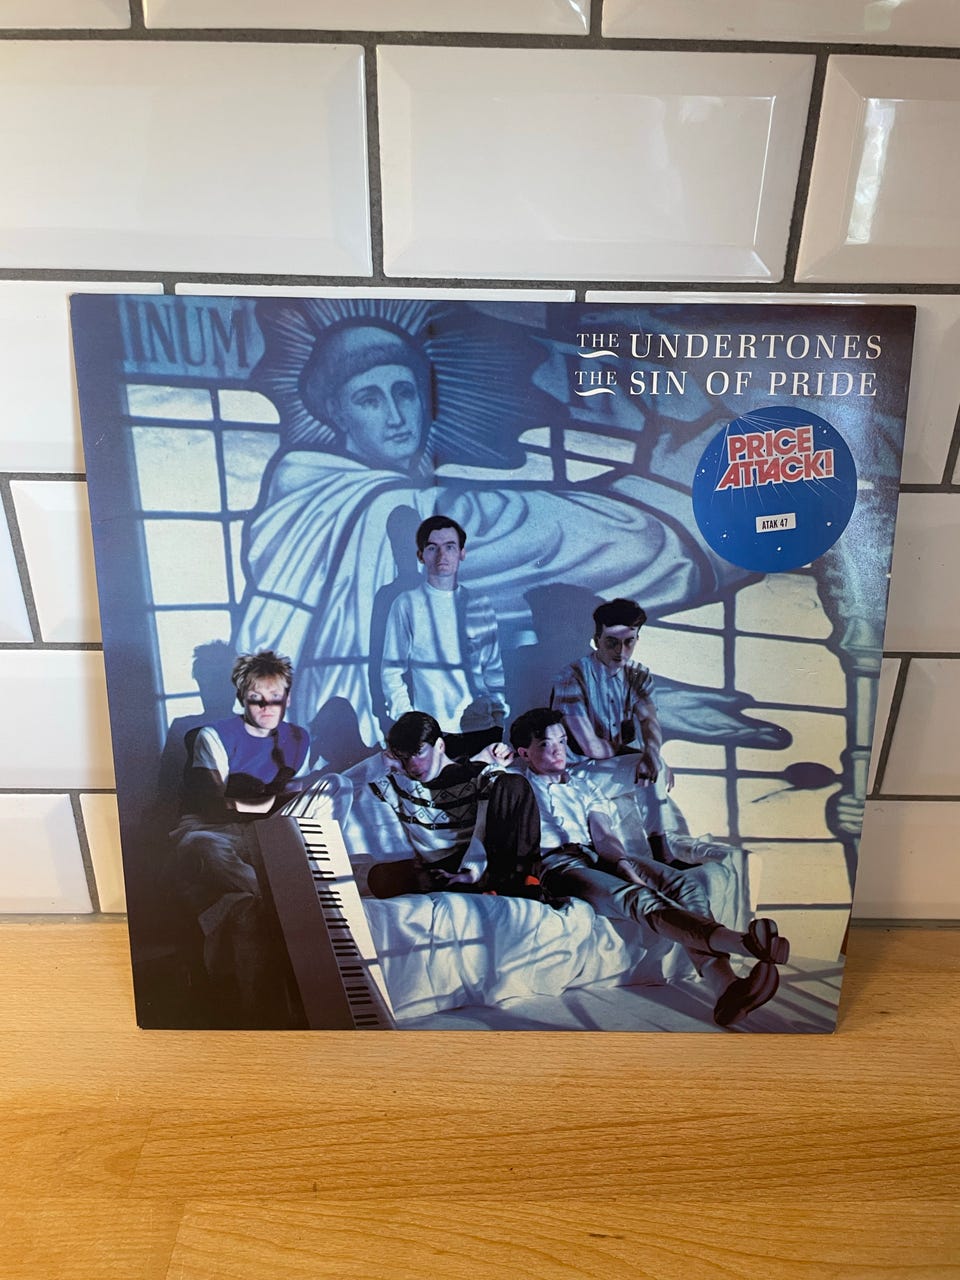 INUM
THE UNDERTONES
THE SIN OF PRIDE
PRICE
ATTACK!
ATAK 47